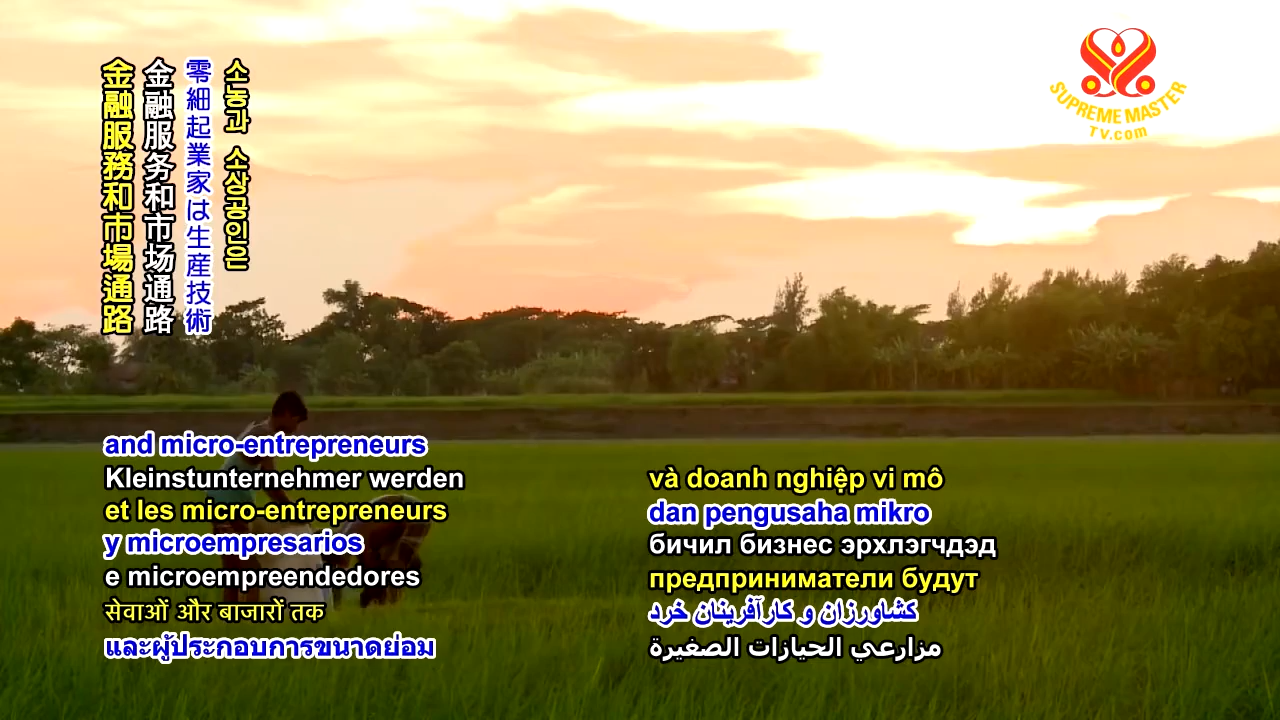 金融服務和市場通路
金融服务和市场通路
零細起業家は生産技術
소농과 소상공인은
SUPREME MASTER
TV.com
and micro-entrepreneurs
Kleinstunternehmer werden
et les micro-entrepreneurs
y microempresarios
e microempreendedores
सेवाओं और बाजारों तक
และผู้ประกอบการขนาดย่อม
và doanh nghiệp vi mô
dan pengusaha mikro
бичил бизнес эрхлэгчдэд
предприниматели будут
کشاورزان و کارآفرینان خرد
مزارعي الحيازات الصغيرة